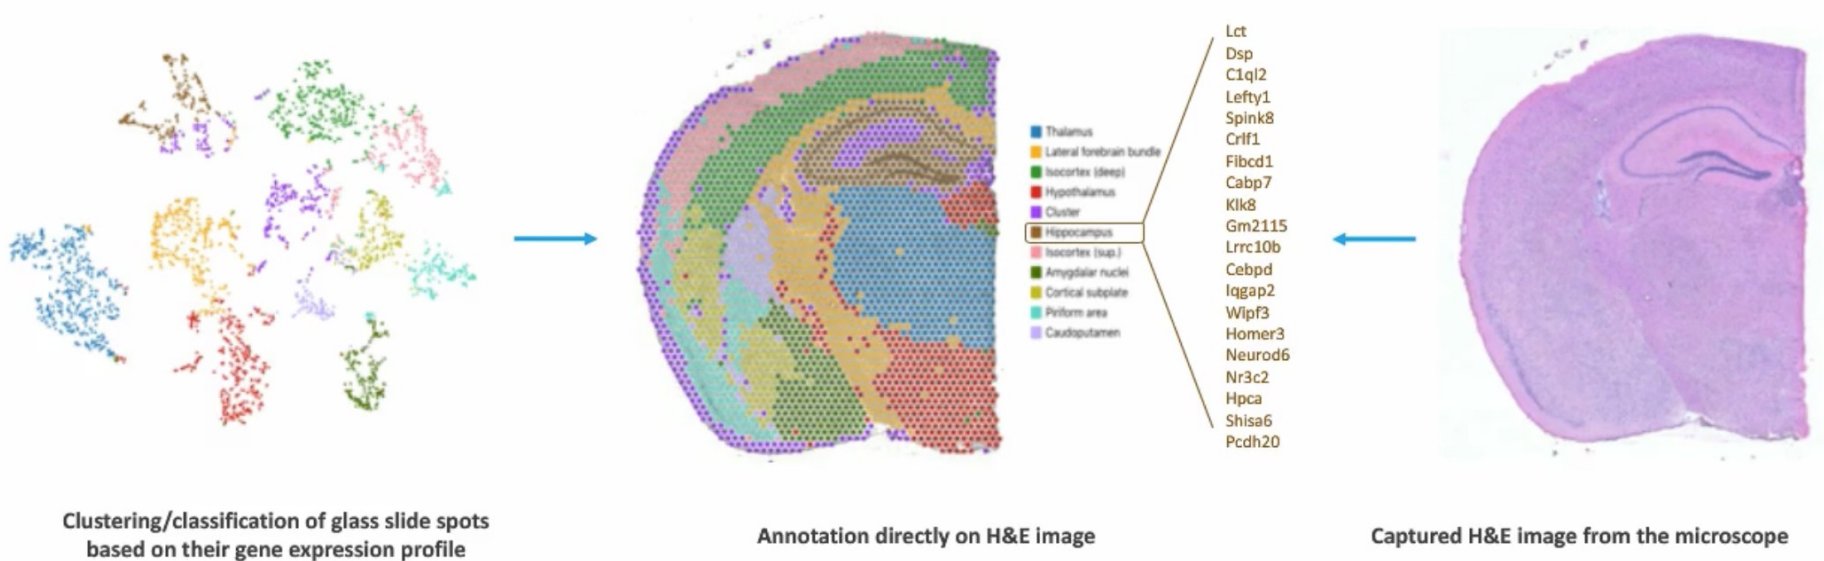 Thalamus
Lateral forebrain bundle
Isocortex (deep)
Hypothalamus
Cluster
Hippocampus
Isocortex (sup.)
Amygdalar nuclei
Cortical subplate
Piriform area
Caudoputamen
Lct
Dsp
C1ql2
Lefty1
Spink8
Crlf1
Fibcd1
Cabp7
Klk8
Gm2115
Lrrc10b
Cebpd
Iqgap2
Wipf3
Homer3
Neurod6
Nr3c2
Hpca
Shisa6
Pcdh20
Clustering/classification of glass slide spots
based on their gene expression profile
Annotation directly on H&E image
Captured H&E image from the microscope